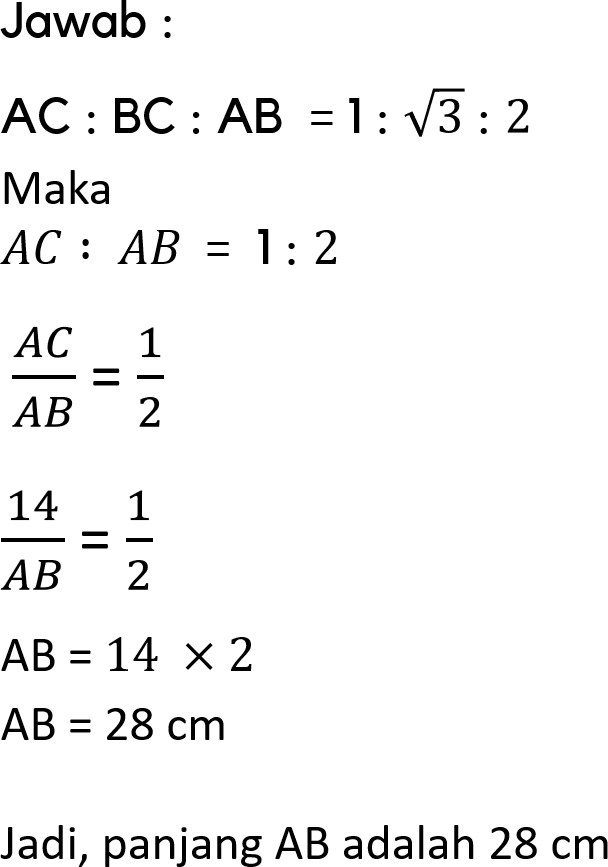 Jawab :
AC : BC : AB = 1 : √3 : 2
Maka
AC : AB = 1 : 2
AC/AB = 1/2
14/AB = 1/2
AB = 14 × 2
AB = 28 cm
Jadi, panjang AB adalah 28 cm